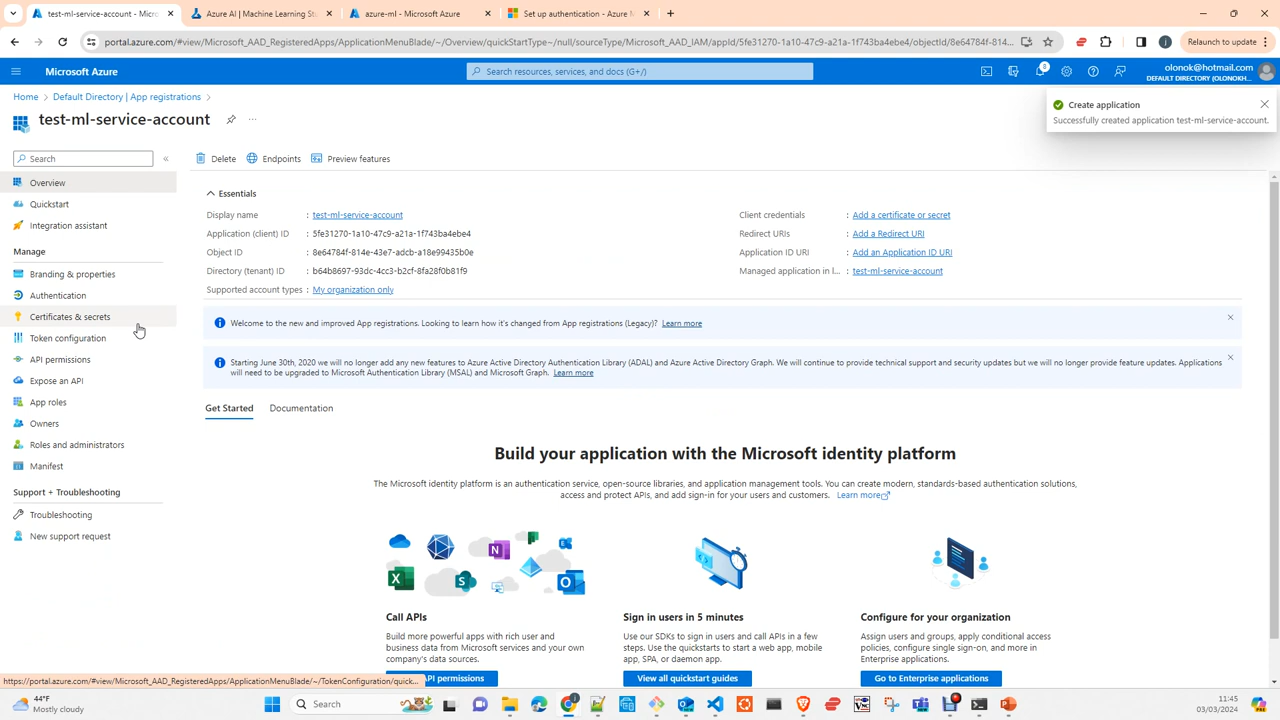 test-ml-service-account - Micro
Azure AI | Machine Learning St
azure-ml - Microsoft Azure
Set up authentication - Azure M
portal.azure.com/#view/Microsoft_AAD_RegisteredApps/ApplicationMenuBlade/~/Overview/quickStartType~/null/sourceType/Microsoft_AAD_IAM/appId/5fe31270-1a10-47c9-a21a-1f743ba4ebe4/objectId/8e64784f-814...
Relaunch to update
Microsoft Azure
Search resources, services, and docs (G+/)
8
olonok@hotmail.com
DEFAULT DIRECTORY (OLONOKH...
Home > Default Directory | App registrations >
test-ml-service-account
...
Create application
Successfully created application test-ml-service-account.
Search
«
Delete
Endpoints
Preview features
Overview
Quickstart
Integration assistant
Manage
Branding & properties
Authentication
Certificates & secrets
Token configuration
API permissions
Expose an API
App roles
Owners
Roles and administrators
Manifest
Support + Troubleshooting
Troubleshooting
New support request
Essentials
Display name : test-ml-service-account
Application (client) ID : 5fe31270-1a10-47c9-a21a-1f743ba4ebe4
Object ID : 8e64784f-814e-43e7-adcb-a18e99435b0e
Directory (tenant) ID : b64b8697-93dc-4cc3-b2cf-8fa28f0b81f9
Supported account types : My organization only
Client credentials : Add a certificate or secret
Redirect URIs : Add a Redirect URI
Application ID URI : Add an Application ID URI
Managed application in l... : test-ml-service-account
Welcome to the new and improved App registrations. Looking to learn how it's changed from App registrations (Legacy)? Learn more
Starting June 30th, 2020 we will no longer add any new features to Azure Active Directory Authentication Library (ADAL) and Azure Active Directory Graph. We will continue to provide technical support and security updates but we will no longer provide feature updates. Applications
will need to be upgraded to Microsoft Authentication Library (MSAL) and Microsoft Graph. Learn more
Get Started
Documentation
Build your application with the Microsoft identity platform
The Microsoft identity platform is an authentication service, open-source libraries, and application management tools. You can create modern, standards-based authentication solutions,
access and protect APIs, and add sign-in for your users and customers. Learn more
Call APIs
Build more powerful apps with rich user and
business data from Microsoft services and your own
company's data sources.
API permissions
Sign in users in 5 minutes
Use our SDKs to sign in users and call APIs in a few
steps. Use the quickstarts to start a web app, mobile
app, SPA, or daemon app.
View all quickstart guides
Configure for your organization
Assign users and groups, apply conditional access
policies, configure single sign-on, and more in
Enterprise applications.
Go to Enterprise applications
https://portal.azure.com/#view/Microsoft_AAD_RegisteredApps/ApplicationMenuBlade/~/TokenConfiguration/quick...
44°F
Mostly cloudy
Search
11:45
03/03/2024